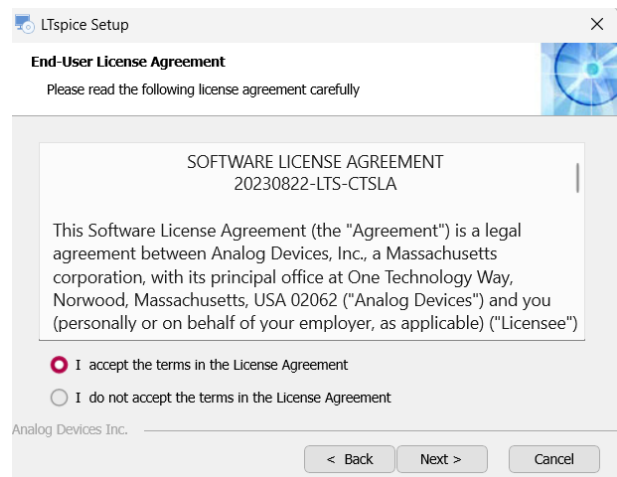 LTspice Setup
End-User License Agreement
Please read the following license agreement carefully
SOFTWARE LICENSE AGREEMENT
20230822-LTS-CTSLA
This Software License Agreement (the "Agreement") is a legal
agreement between Analog Devices, Inc., a Massachusetts
corporation, with its principal office at One Technology Way,
Norwood, Massachusetts, USA 02062 ("Analog Devices") and you
(personally or on behalf of your employer, as applicable) ("Licensee")
I accept the terms in the License Agreement
I do not accept the terms in the License Agreement
Analog Devices Inc.
< Back Next > Cancel